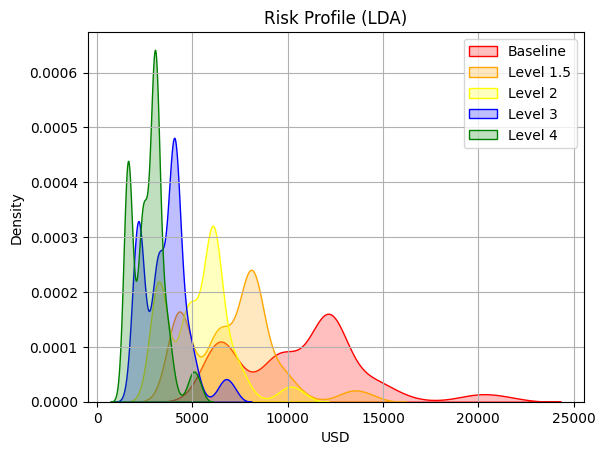 Risk Profile (LDA)
Baseline
Level 1.5
Level 2
Level 3
Level 4
Density
0.0006
0.0005
0.0004
0.0003
0.0002
0.0001
0.0000
0
5000
10000
15000
20000
25000
USD